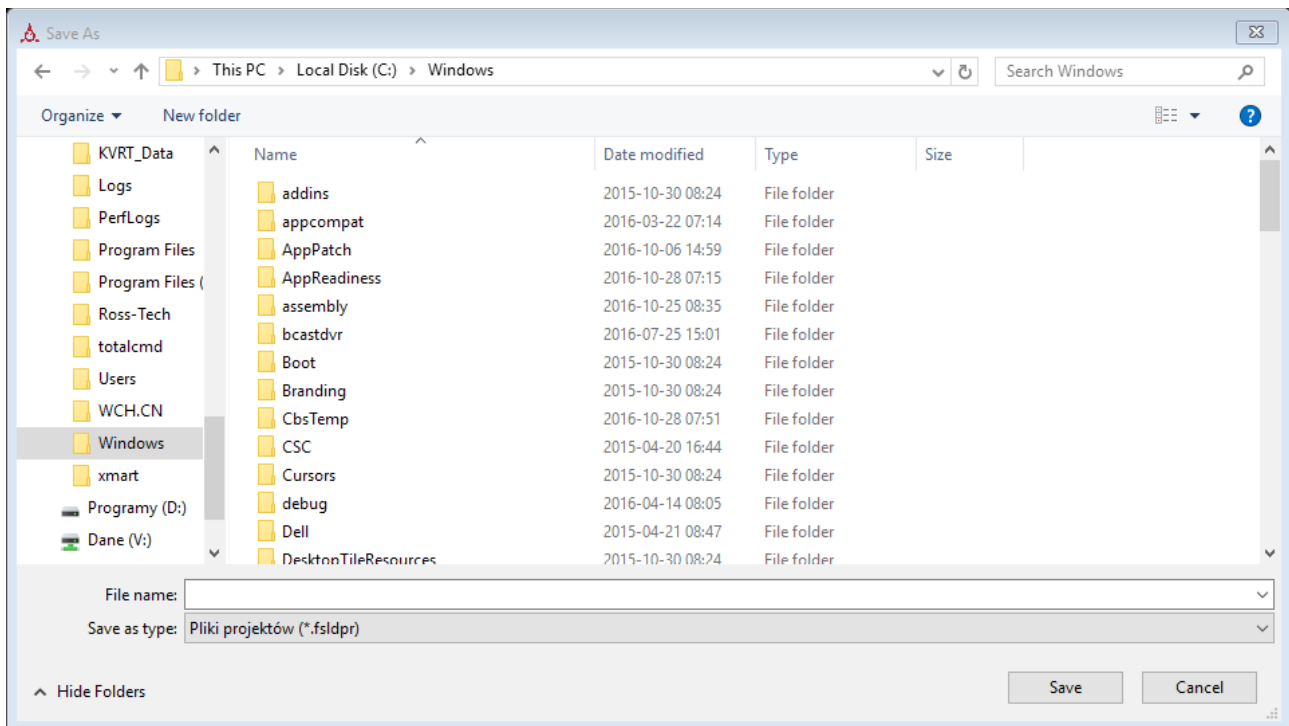 Save As
This PC > Local Disk (C:) > Windows
Search Windows
Organize New folder
KVRT_Data
Logs
PerfLogs
Program Files
Program Files (
Ross-Tech
totalcmd
Users
WCH.CN
Windows
xmart
Programy (D:)
Dane (V:)
Name Date modified Type Size
addins 2015-10-30 08:24 File folder
appcompat 2016-03-22 07:14 File folder
AppPatch 2016-10-06 14:59 File folder
AppReadiness 2016-10-28 07:15 File folder
assembly 2016-10-25 08:35 File folder
bcastdvr 2016-07-25 15:01 File folder
Boot 2015-10-30 08:24 File folder
Branding 2015-10-30 08:24 File folder
CbsTemp 2016-10-28 07:51 File folder
CSC 2015-04-20 16:44 File folder
Cursors 2015-10-30 08:24 File folder
debug 2016-04-14 08:05 File folder
Dell 2015-04-21 08:47 File folder
DesktopTileResources 2015-10-30 08:24 File folder
File name:
Save as type: Pliki projektów (*.fsldpr)
Hide Folders
Save Cancel